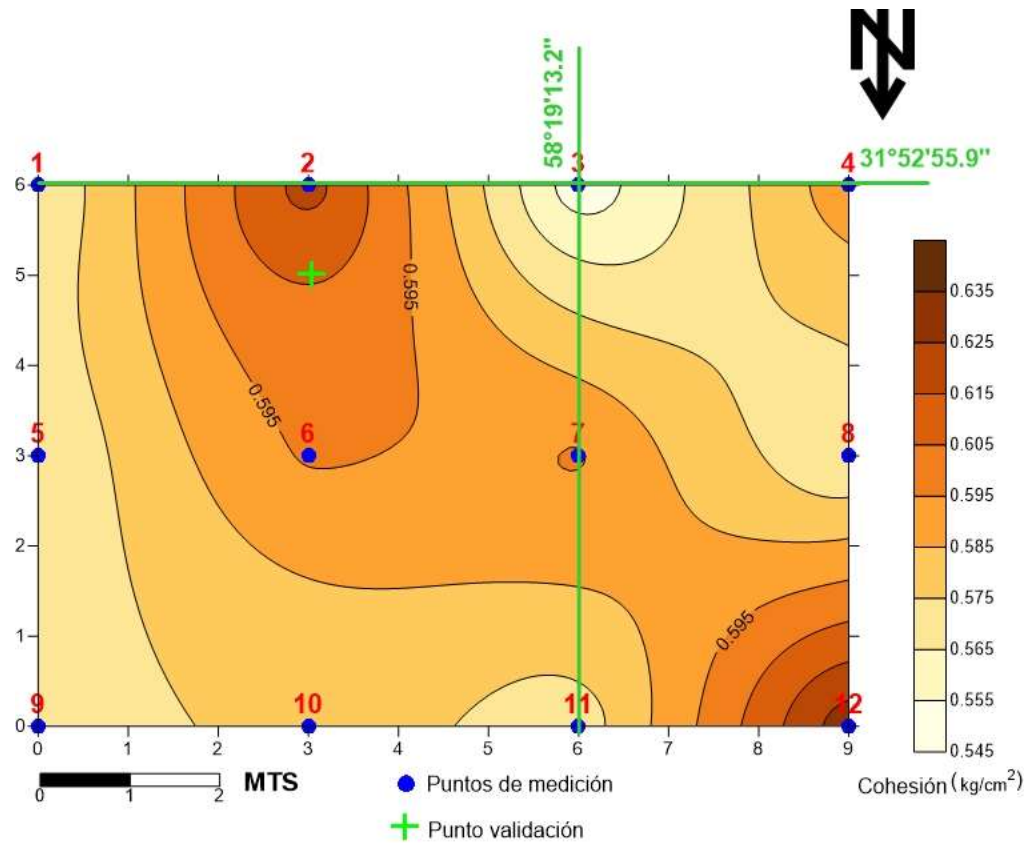 N
58°19'13.2"
31°52'55.9"
1 2 3 4
6
5
0.595
4
0.595
5 6 7 8
3
2
1
0.595
9 10 11 12
0
0 1 2 3 4 5 6 7 8 9
0.635
0.625
0.615
0.605
0.595
0.585
0.575
0.565
0.555
0.545
Cohesión (kg/cm²)
0 1 2 MTS
Puntos de medición
Punto validación